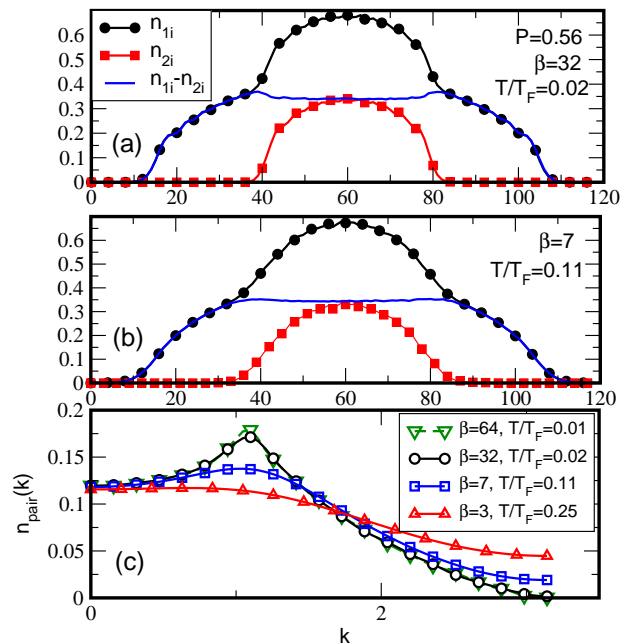 0.6
0.5
0.4
0.3
0.2
0.1
0
n1i
n2i
n1i-n2i
P=0.56
β=32
T/TF=0.02
(a)
0 20 40 60 80 100 120
0.6
0.5
0.4
0.3
0.2
0.1
0
β=7
T/TF=0.11
(b)
0 20 40 60 80 100 120
0.2
0.15
0.1
0.05
0
npair(k)
β=64, T/TF=0.01
β=32, T/TF=0.02
β=7, T/TF=0.11
β=3, T/TF=0.25
(c)
0 2
k